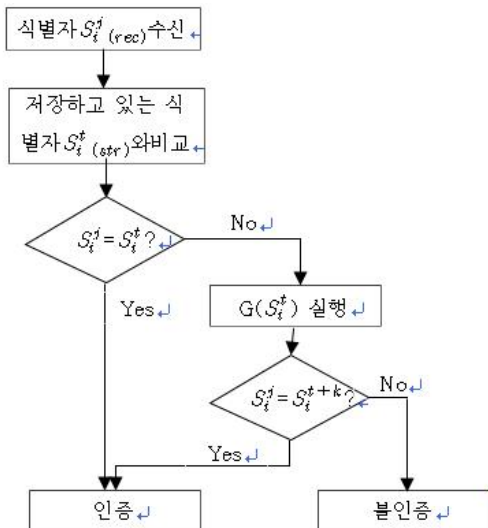 식별자 S_i^j (rec) 수신
저장하고 있는 식
별자 S_i^t (str)와비교
S_i^j = S_i^t ?
No
Yes
G(S_i^t) 실행
S_i^j = S_i^{t+k} ?
No
Yes
인증
불인증